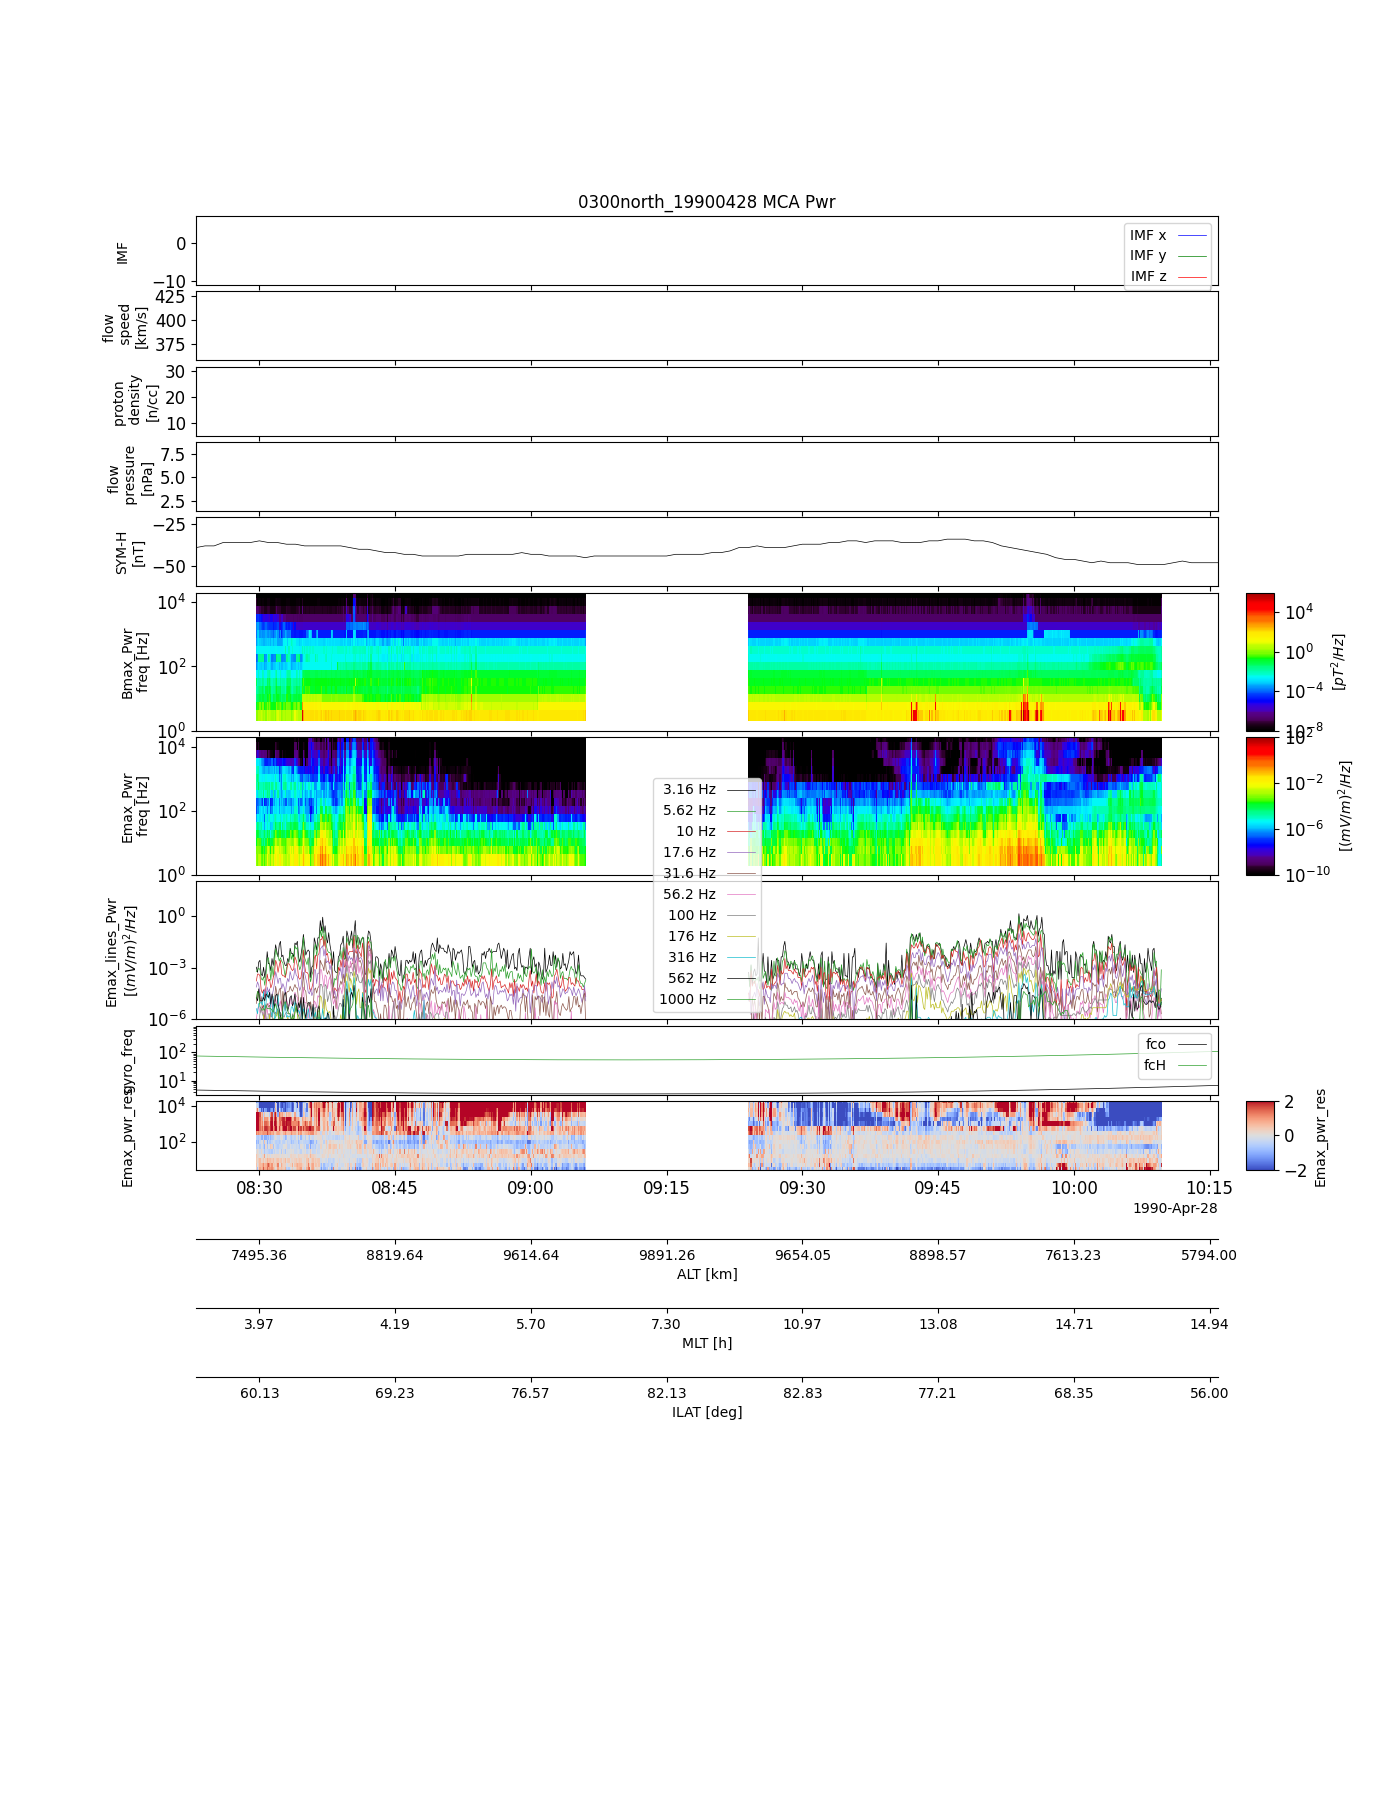 0300north_19900428 MCA Pwr
IMF
0
−10
IMF x
IMF y
IMF z
flow
speed
[km/s]
425
400
375
proton
density
[n/cc]
30
20
10
flow
pressure
[nPa]
7.5
5.0
2.5
SYM-H
[nT]
−25
−50
Bmax_Pwr
freq [Hz]
10^4
10^2
10^0
10^4
10^0
10^−4
10^−8
[pT^2/Hz]
Emax_Pwr
freq [Hz]
10^4
10^2
10^0
10^2
10^−2
10^−6
10^−10
[(mV/m)^2/Hz]
3.16 Hz
5.62 Hz
10 Hz
17.6 Hz
31.6 Hz
56.2 Hz
100 Hz
176 Hz
316 Hz
562 Hz
1000 Hz
Emax_lines_Pwr
[(mV/m)^2/Hz]
10^0
10^−3
10^−6
gyro_freq
10^2
10^1
fco
fcH
Emax_pwr_res
10^4
10^2
2
0
−2
Emax_pwr_res
08:30 08:45 09:00 09:15 09:30 09:45 10:00 10:15
1990-Apr-28
7495.36 8819.64 9614.64 9891.26 9654.05 8898.57 7613.23 5794.00
ALT [km]
3.97 4.19 5.70 7.30 10.97 13.08 14.71 14.94
MLT [h]
60.13 69.23 76.57 82.13 82.83 77.21 68.35 56.00
ILAT [deg]